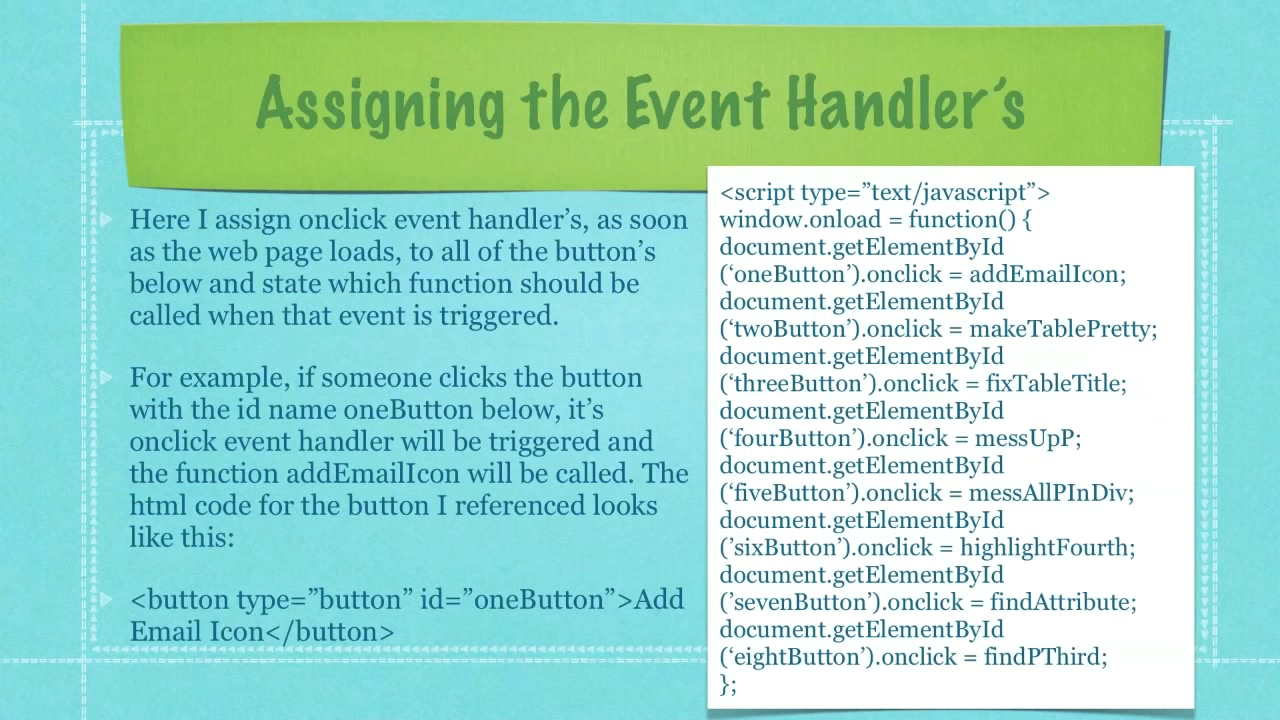 Assigning the Event Handler’s
Here I assign onclick event handler’s, as soon
as the web page loads, to all of the button’s
below and state which function should be
called when that event is triggered.
For example, if someone clicks the button
with the id name oneButton below, it’s
onclick event handler will be triggered and
the function addEmailIcon will be called. The
html code for the button I referenced looks
like this:
<button type=”button” id=”oneButton”>Add
Email Icon</button>
<script type=”text/javascript”>
window.onload = function() {
document.getElementById
(‘oneButton’).onclick = addEmailIcon;
document.getElementById
(‘twoButton’).onclick = makeTablePretty;
document.getElementById
(‘threeButton’).onclick = fixTableTitle;
document.getElementById
(‘fourButton’).onclick = messUpP;
document.getElementById
(‘fiveButton’).onclick = messAllPInDiv;
document.getElementById
(’sixButton’).onclick = highlightFourth;
document.getElementById
(’sevenButton’).onclick = findAttribute;
document.getElementById
(‘eightButton’).onclick = findPThird;
};